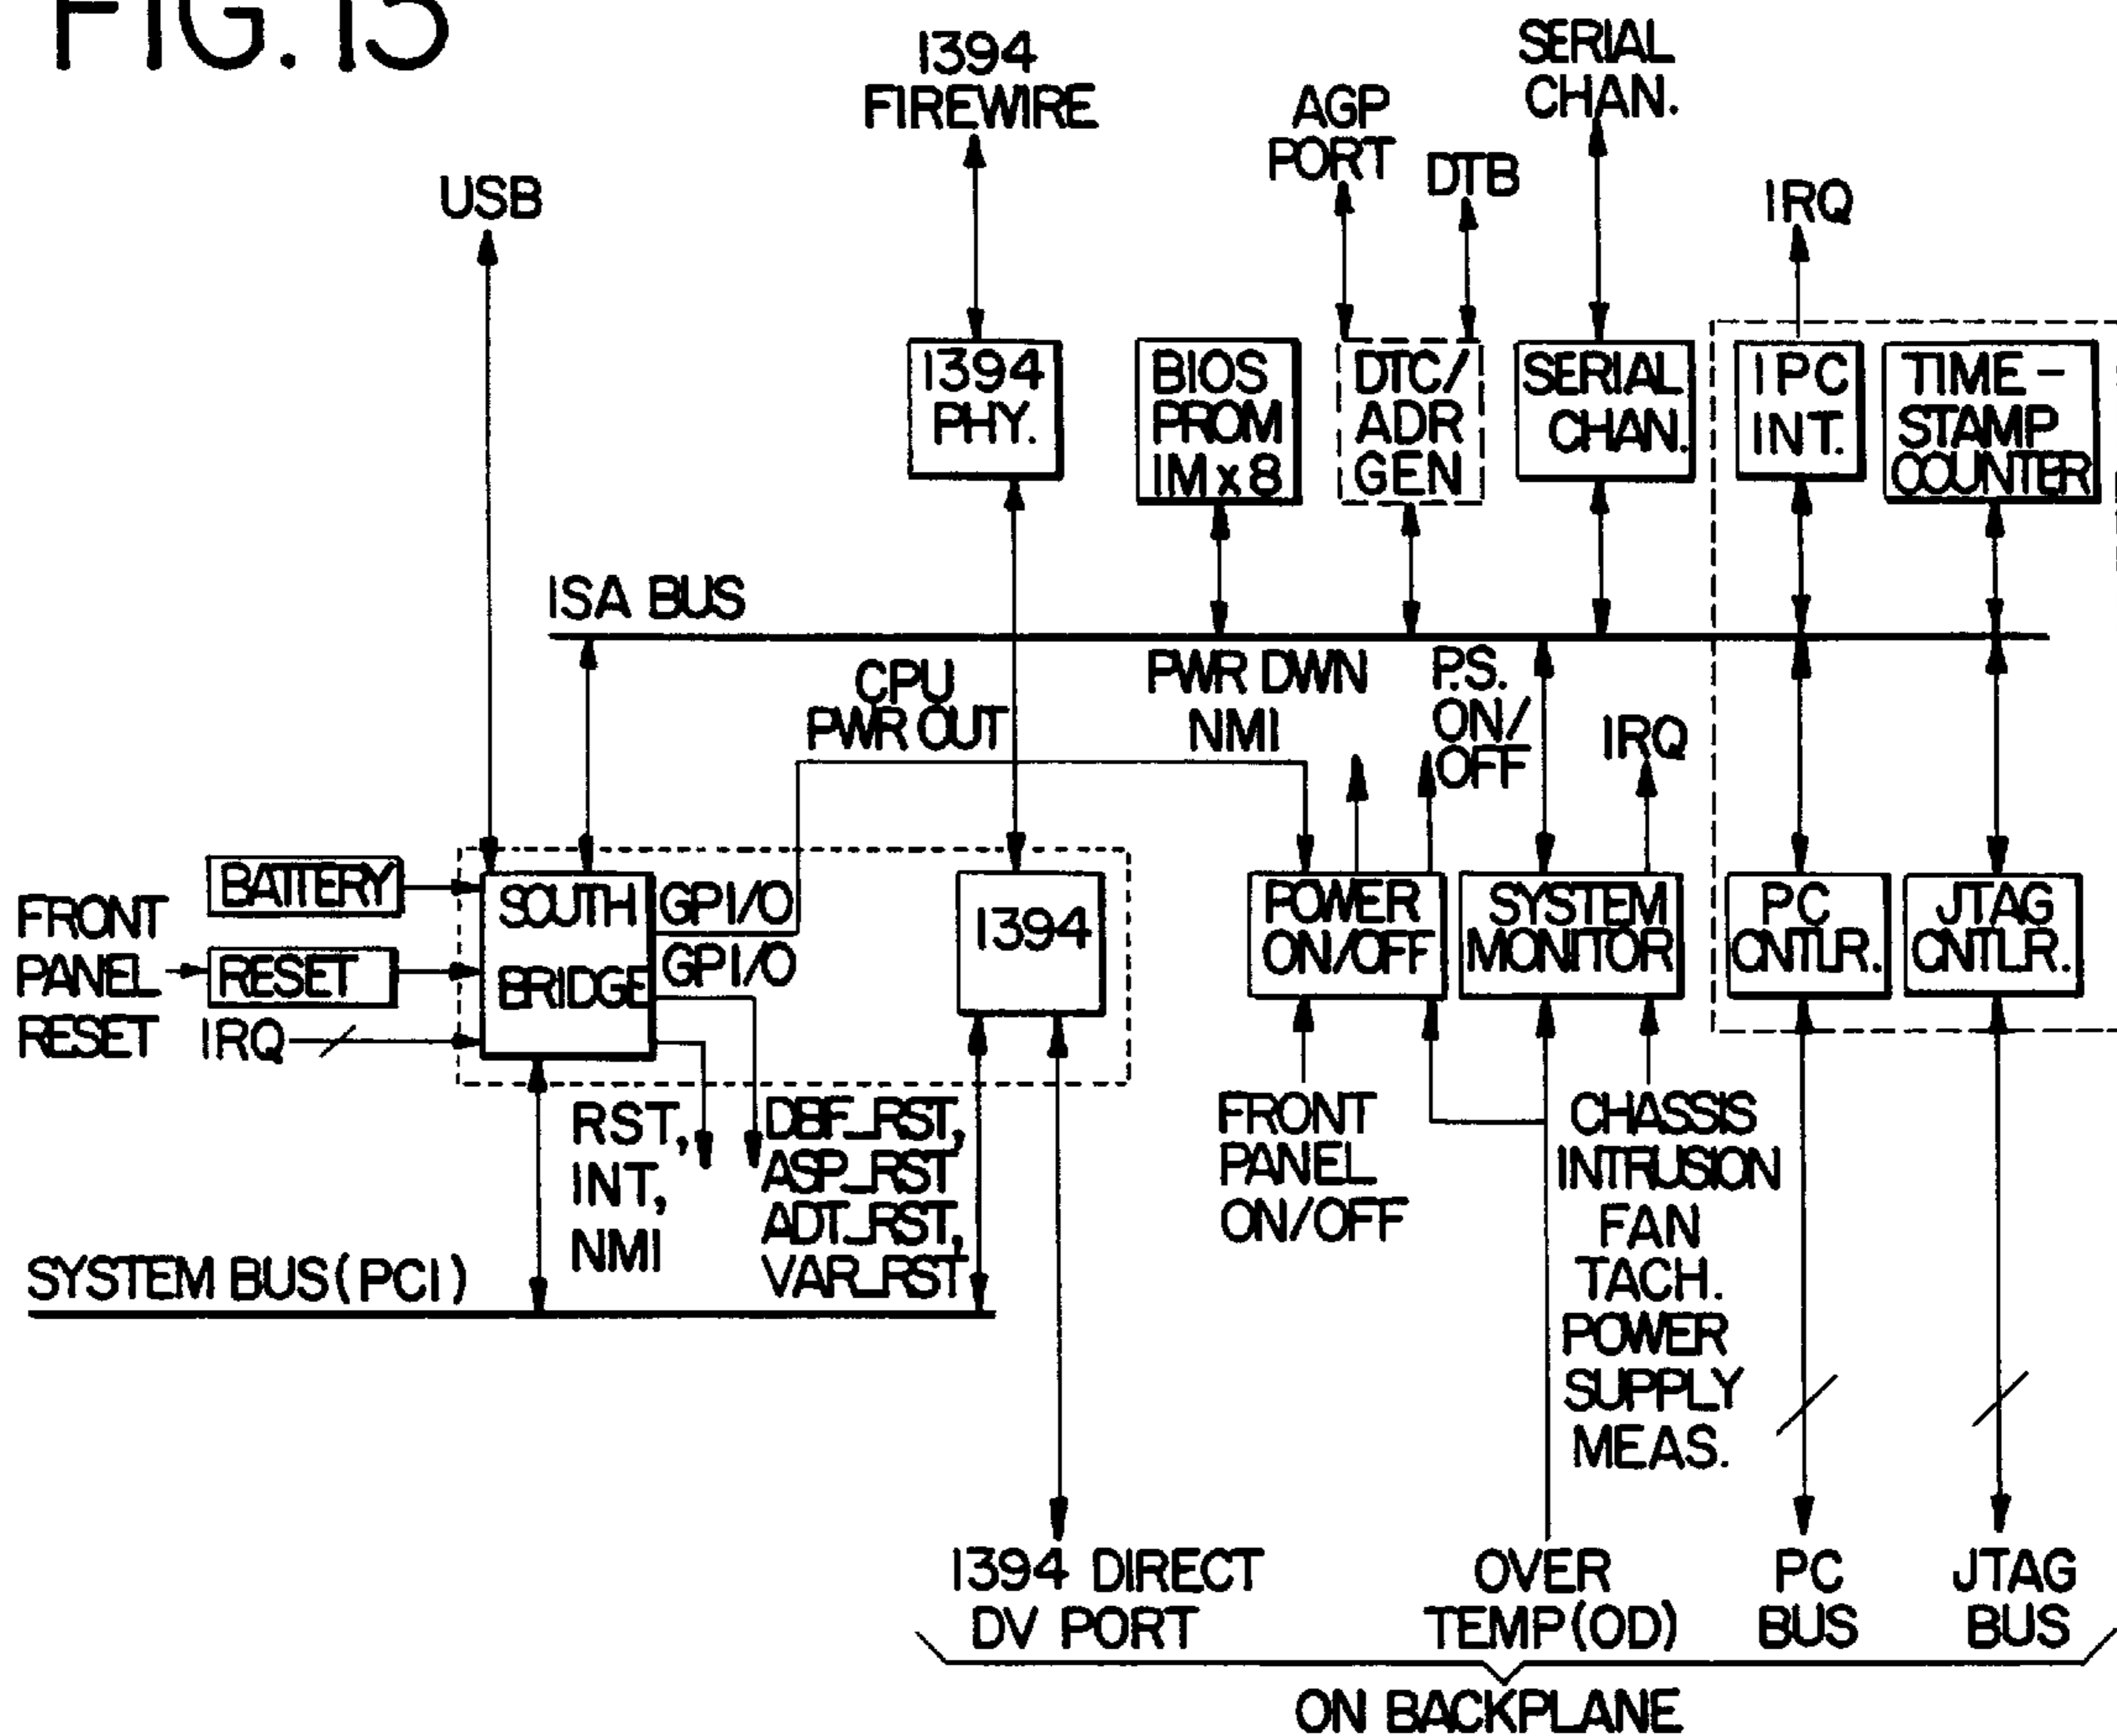 FIG. 13
1394
FIREWIRE
SERIAL
CHAN.
AGP
PORT
DTB
USB
IRQ
1394
PHY.
BIOS
PROM
1M x 8
DTC/
ADR
GEN
SERIAL
CHAN.
IPC
INT.
TIME-
STAMP
COUNTER
ISA BUS
CPU
PWR OUT
PWR DWN
NMI
P.S.
ON/
OFF
IRQ
BATTERY
FRONT
PANEL
RESET
RESET
IRQ
SOUTH
BRIDGE
GPI/O
GPI/O
1394
POWER
ON/OFF
SYSTEM
MONITOR
PC
CNTLR.
JTAG
CNTLR.
RST,
INT,
NMI
DBF_RST,
ASP_RST
ADT_RST,
VAR_RST
FRONT
PANEL
ON/OFF
CHASSIS
INTRUSION
FAN
TACH.
POWER
SUPPLY
MEAS.
SYSTEM BUS (PCI)
1394 DIRECT
DV PORT
OVER
TEMP (OD)
PC
BUS
JTAG
BUS
ON BACKPLANE